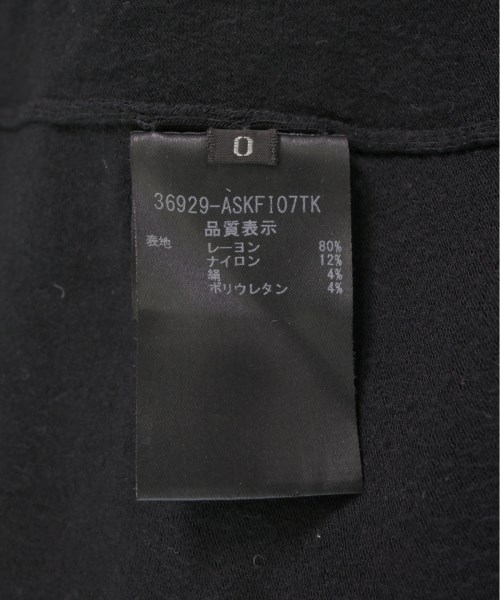 0
36929-ASKFI07TK
品質表示
表地 レーヨン 80%
ナイロン 12%
絹 4%
ポリウレタン 4%